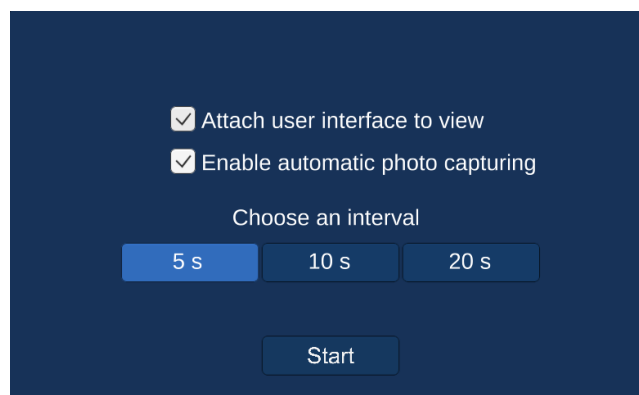 Attach user interface to view
Enable automatic photo capturing
Choose an interval
5 s 10 s 20 s
Start